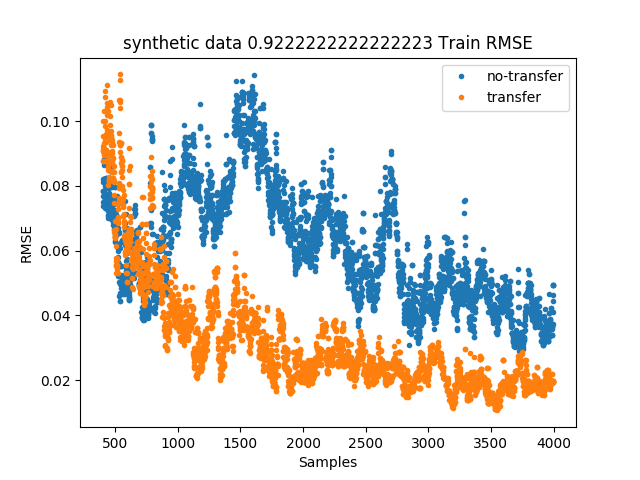 synthetic data 0.9222222222222223 Train RMSE
no-transfer
transfer
RMSE
0.10
0.08
0.06
0.04
0.02
500 1000 1500 2000 2500 3000 3500 4000
Samples